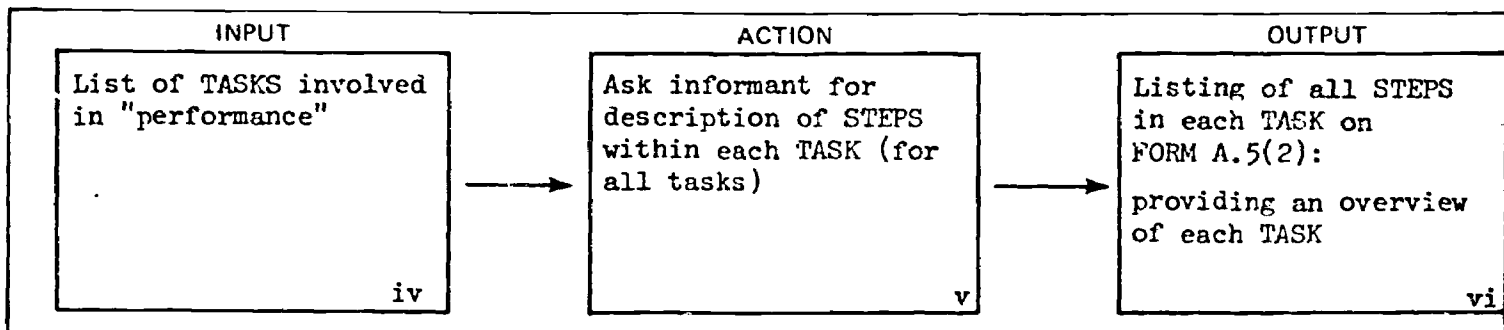 INPUT
List of TASKS involved
in "performance"
iv
ACTION
Ask informant for
description of STEPS
within each TASK (for
all tasks)
v
OUTPUT
Listing of all STEPS
in each TASK on
FORM A.5(2):
providing an overview
of each TASK
vi